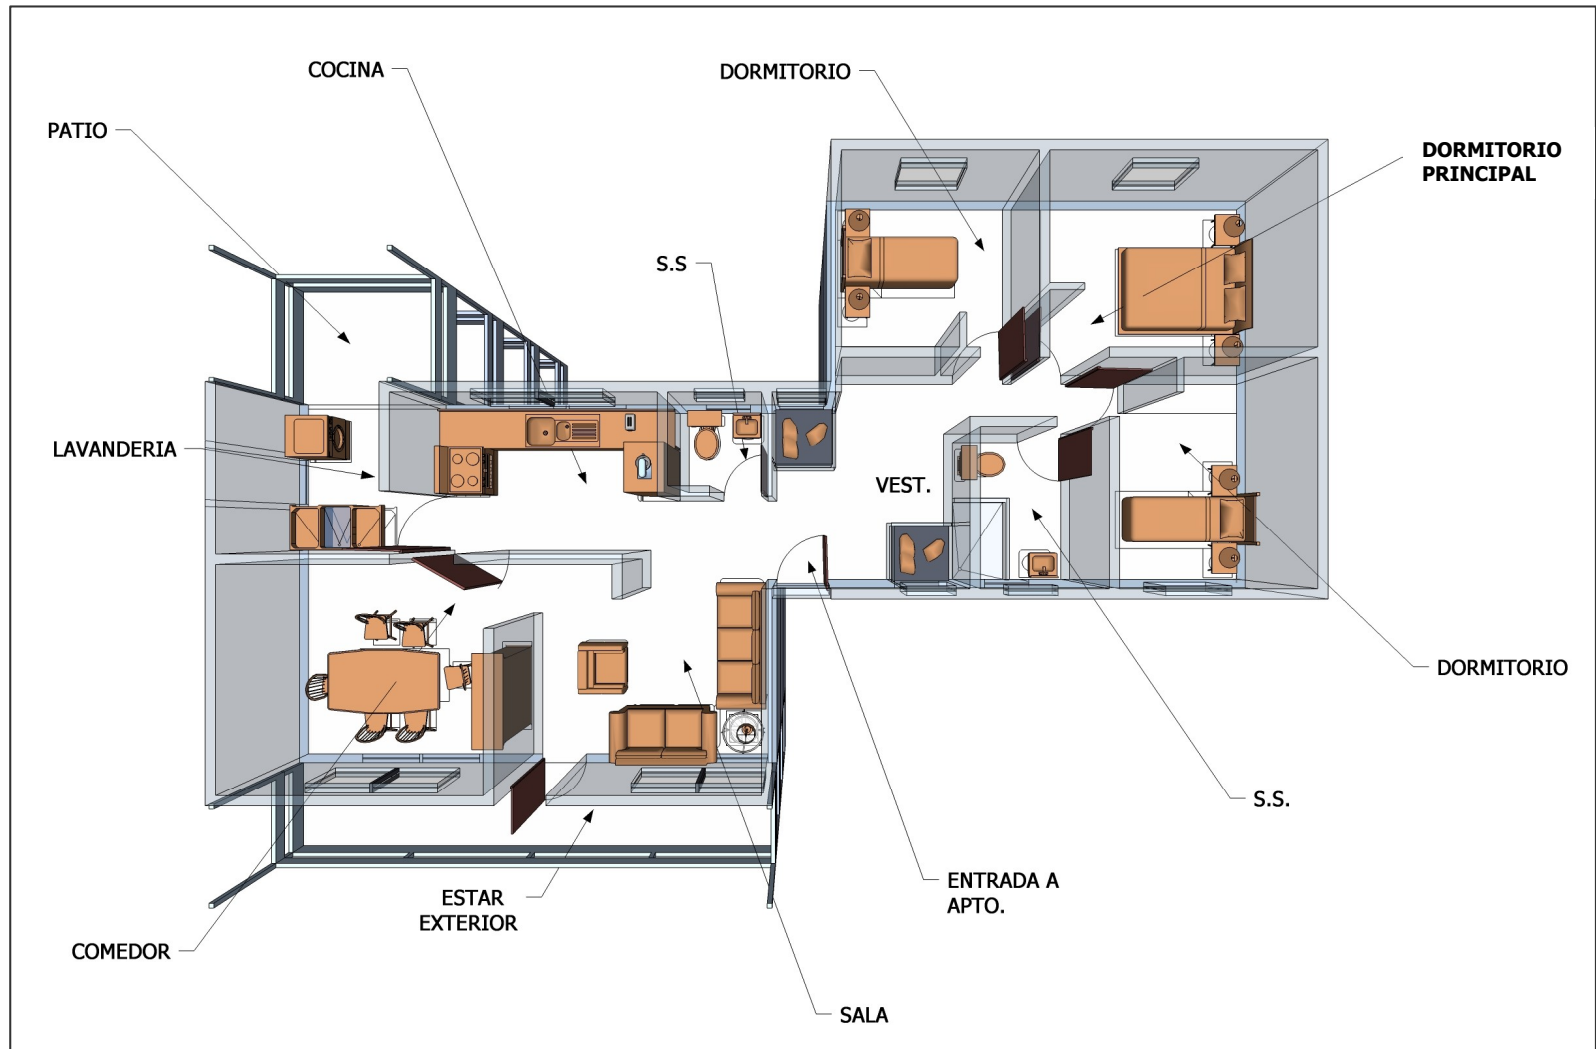 COCINA
DORMITORIO
PATIO
DORMITORIO
PRINCIPAL
S.S
LAVANDERIA
VEST.
DORMITORIO
S.S.
ENTRADA A
APTO.
ESTAR
EXTERIOR
COMEDOR
SALA